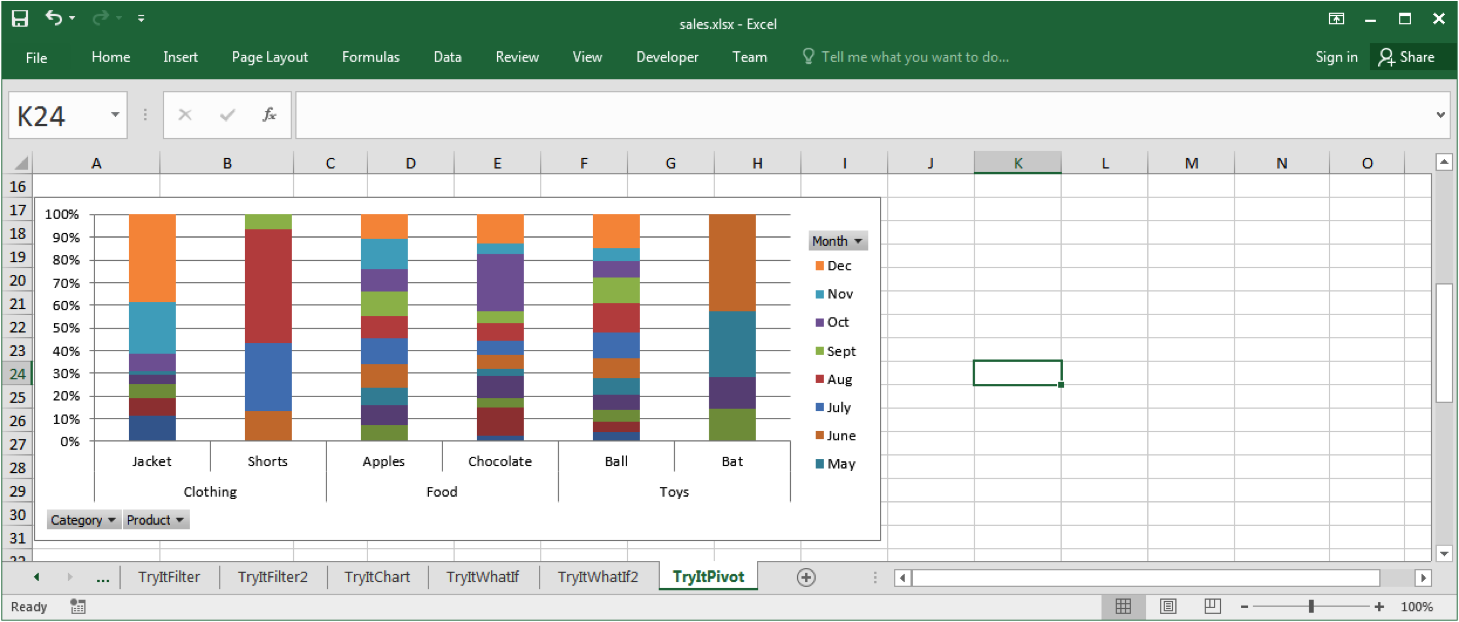 sales.xlsx - Excel
File Home Insert Page Layout Formulas Data Review View Developer Team Tell me what you want to do... Sign in Share
K24 fx
A B C D E F G H I J K L M N O
16
17
18
19
20
21
22
23
24
25
26
27
28
29
30
31
32
100%
90%
80%
70%
60%
50%
40%
30%
20%
10%
0%
Jacket Shorts Apples Chocolate Ball Bat
Clothing Food Toys
Category Product
Month
Dec
Nov
Oct
Sept
Aug
July
June
May
... TryItFilter TryItFilter2 TryItChart TryItWhatIf TryItWhatIf2 TryItPivot
Ready 100%